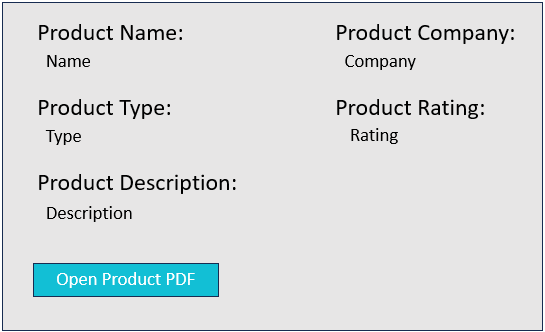 Product Name:
Name
Product Company:
Company
Product Type:
Type
Product Rating:
Rating
Product Description:
Description
Open Product PDF